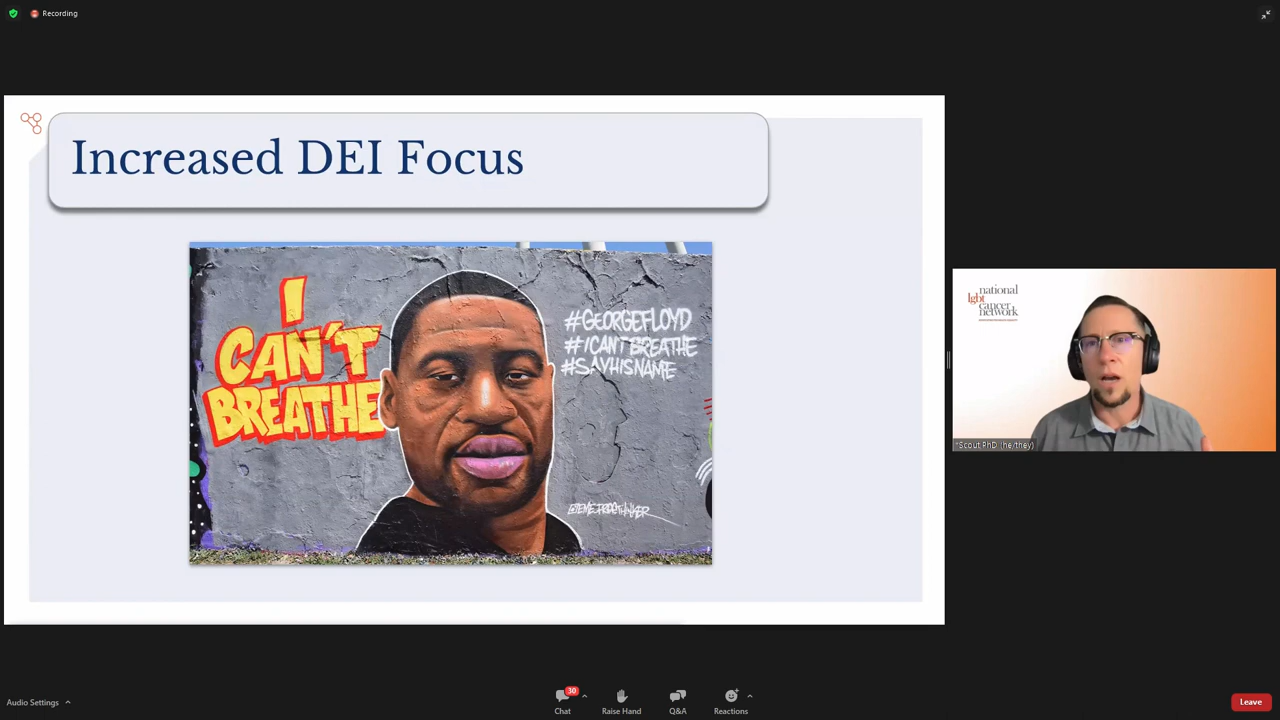 Recording
Increased DEI Focus
I
CAN'T
BREATHE
#GEORGEFLOYD
#ICANTBREATHE
#SAYHISNAME
national
lgbt
cancer
network
*Scout PhD (he/they)
Audio Settings
30
Chat
Raise Hand
Q&A
Reactions
Leave